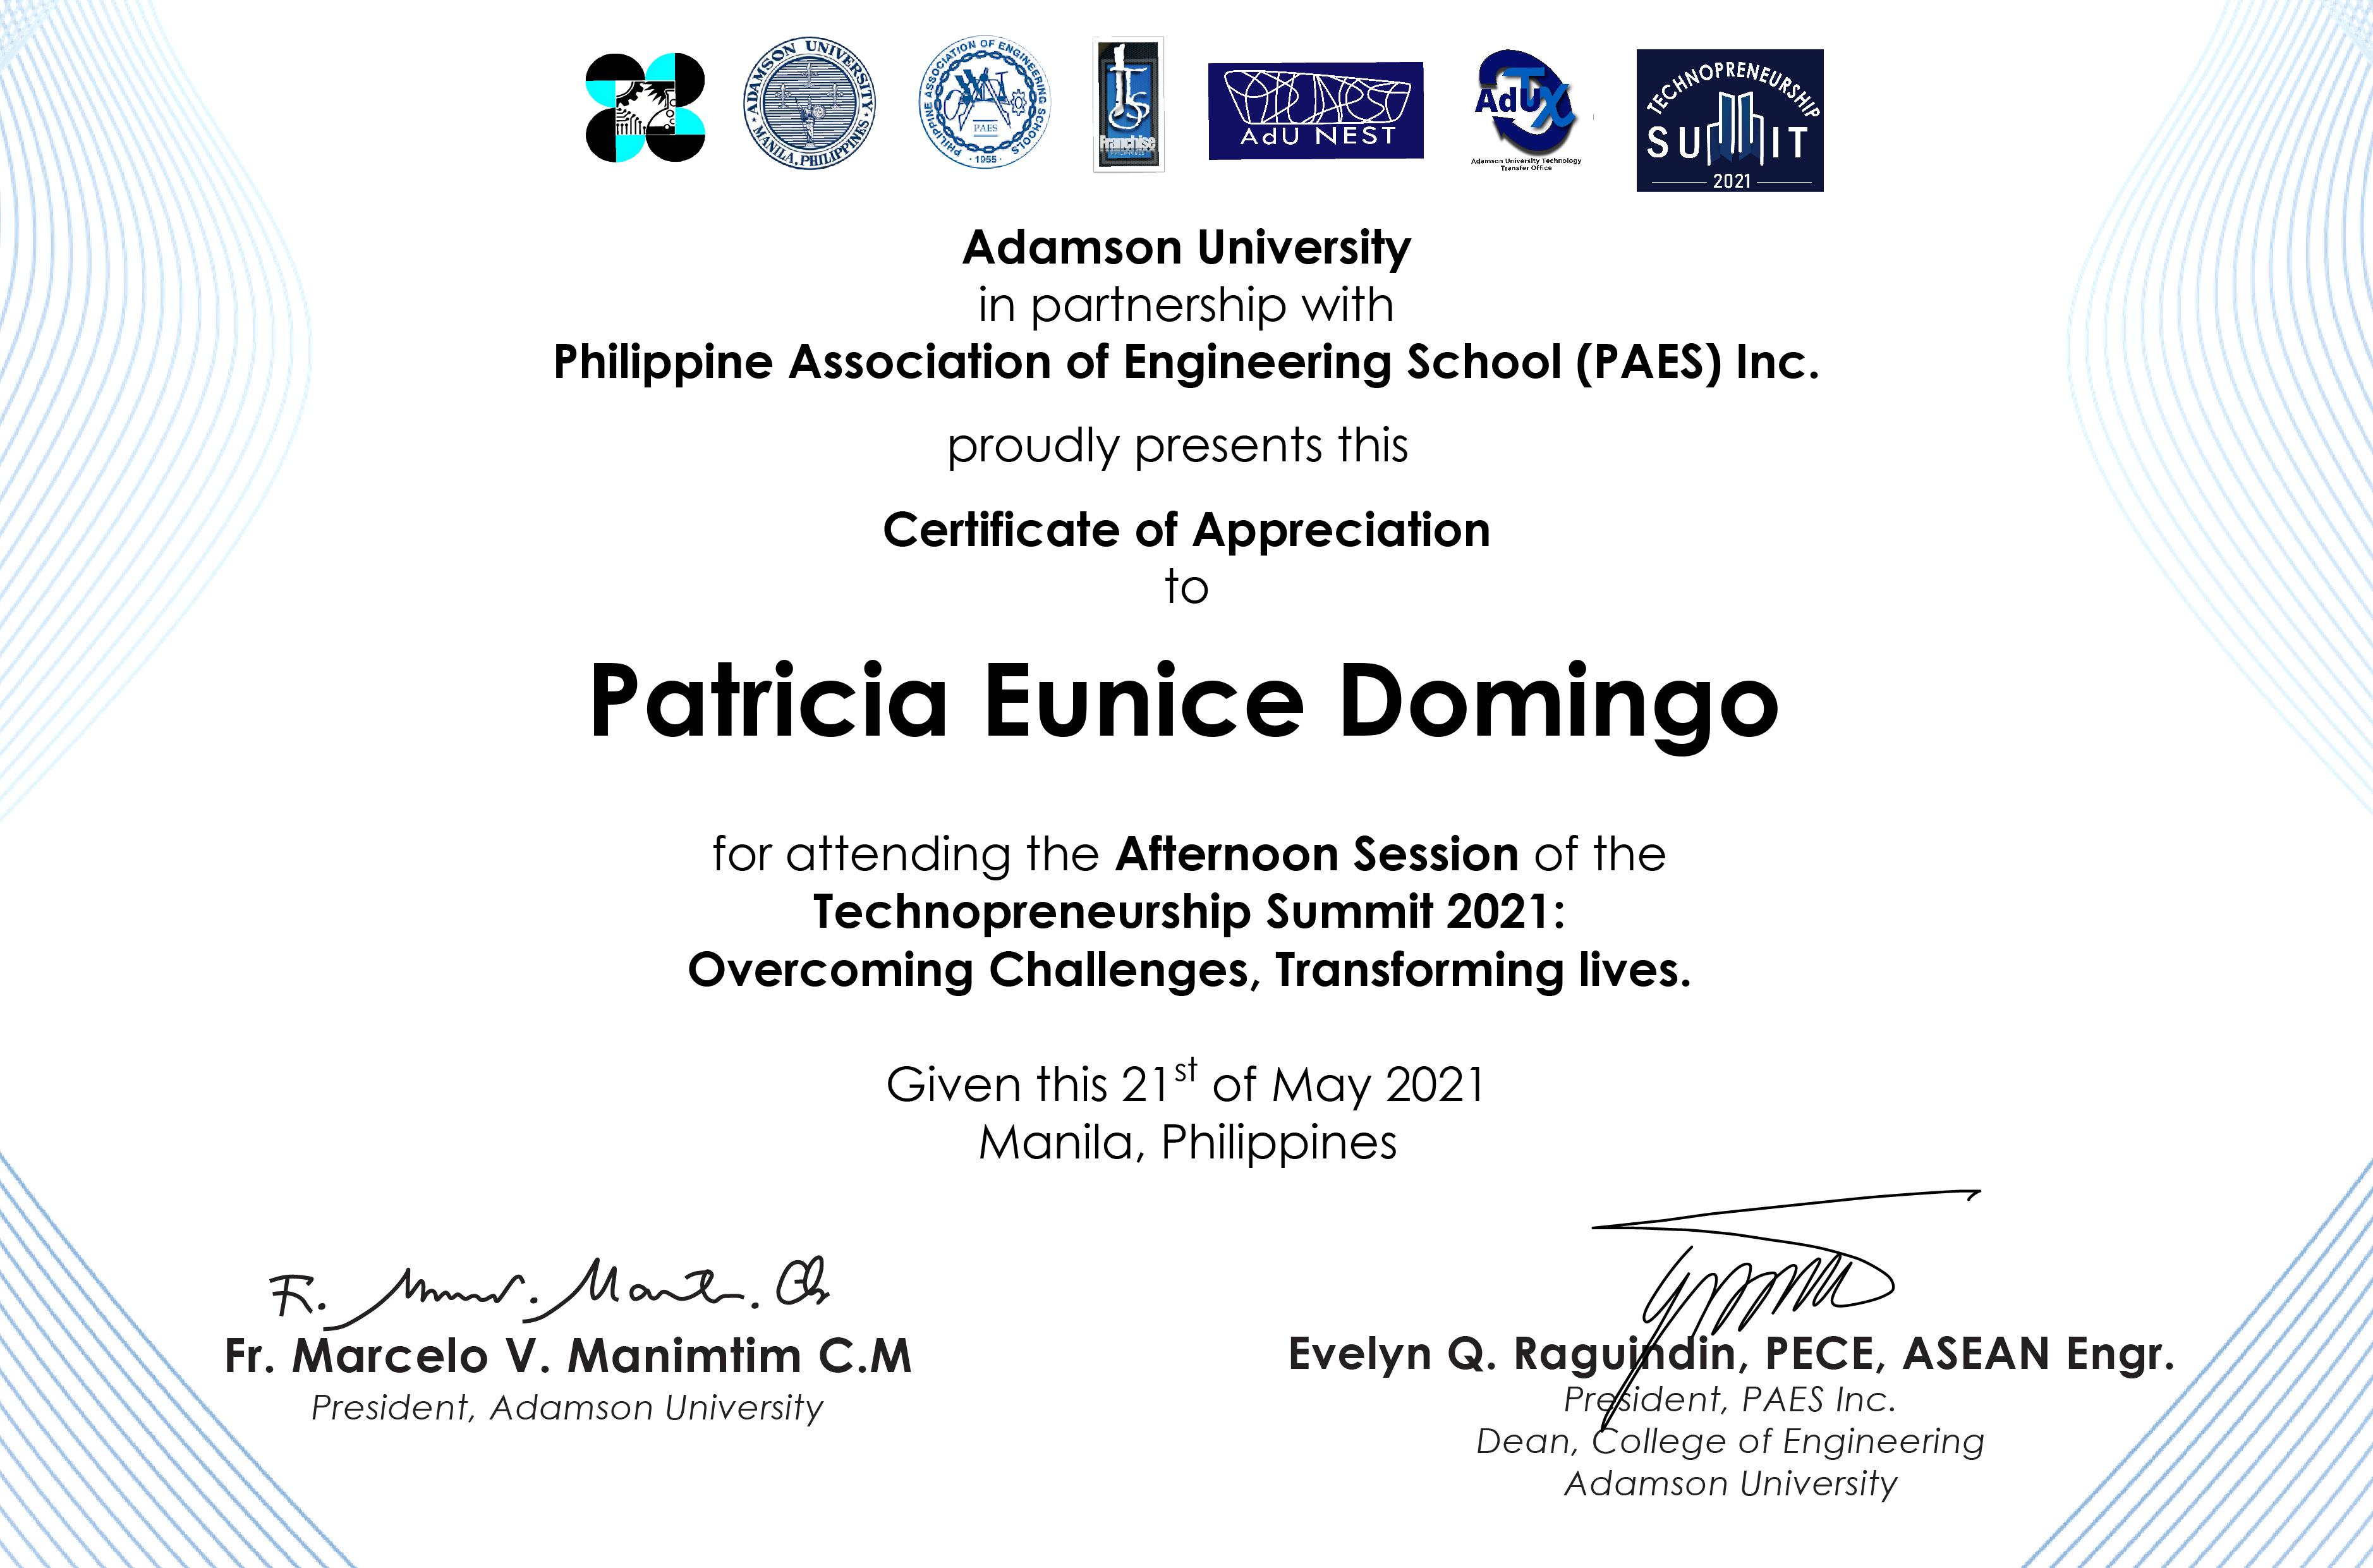 ADAMSON UNIVERSITY
MANILA, PHILIPPINES
PHILIPPINE ASSOCIATION OF ENGINEERING SCHOOLS
PAES
1955
Franchise
AdU NEST
AdUTX
Adamson University Technology
Transfer Office
TECHNOPRENEURSHIP
SUMMIT
2021
Adamson University
in partnership with
Philippine Association of Engineering School (PAES) Inc.
proudly presents this
Certificate of Appreciation
to
Patricia Eunice Domingo
for attending the Afternoon Session of the
Technopreneurship Summit 2021:
Overcoming Challenges, Transforming lives.
Given this 21st of May 2021
Manila, Philippines
Fr. Marcelo V. Manimtim C.M
President, Adamson University
Evelyn Q. Raguindin, PECE, ASEAN Engr.
President, PAES Inc.
Dean, College of Engineering
Adamson University